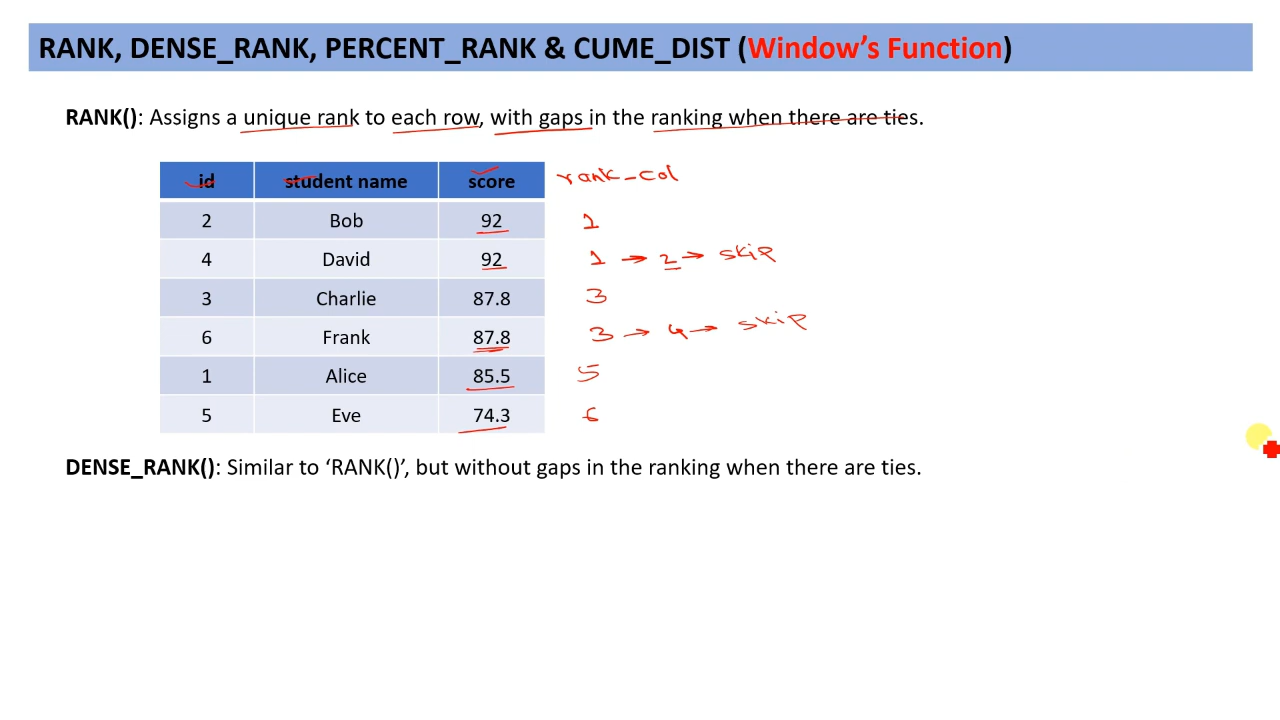 RANK, DENSE_RANK, PERCENT_RANK & CUME_DIST (Window’s Function)
RANK(): Assigns a unique rank to each row, with gaps in the ranking when there are ties.
id student name score rank_col
2 Bob 92 1
4 David 92 1 → 2 → skip
3 Charlie 87.8 3
6 Frank 87.8 3 → 4 → skip
1 Alice 85.5 5
5 Eve 74.3 6
DENSE_RANK(): Similar to ‘RANK()’, but without gaps in the ranking when there are ties.